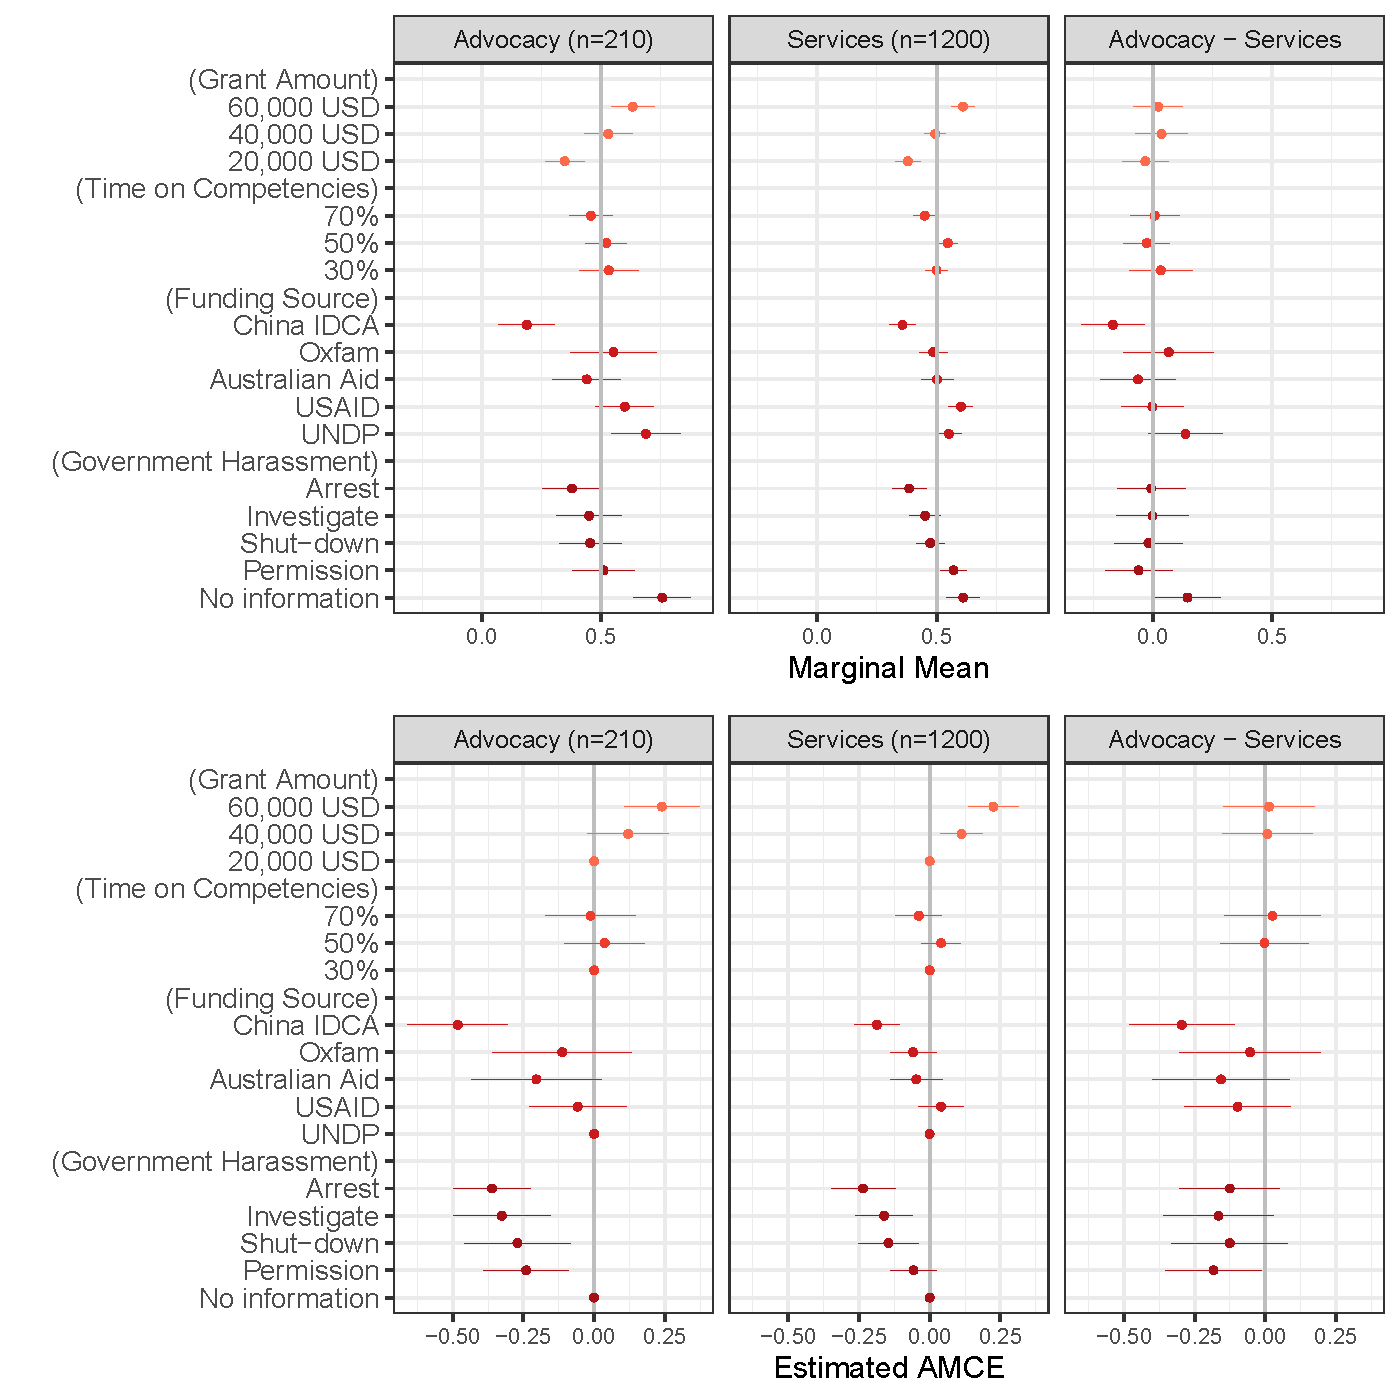 Advocacy (n=210) Services (n=1200) Advocacy − Services
(Grant Amount)
60,000 USD
40,000 USD
20,000 USD
(Time on Competencies)
70%
50%
30%
(Funding Source)
China IDCA
Oxfam
Australian Aid
USAID
UNDP
(Government Harassment)
Arrest
Investigate
Shut−down
Permission
No information
0.0 0.5 0.0 0.5 0.0 0.5
Marginal Mean
Advocacy (n=210) Services (n=1200) Advocacy − Services
(Grant Amount)
60,000 USD
40,000 USD
20,000 USD
(Time on Competencies)
70%
50%
30%
(Funding Source)
China IDCA
Oxfam
Australian Aid
USAID
UNDP
(Government Harassment)
Arrest
Investigate
Shut−down
Permission
No information
−0.50 −0.25 0.00 0.25 −0.50 −0.25 0.00 0.25 −0.50 −0.25 0.00 0.25
Estimated AMCE